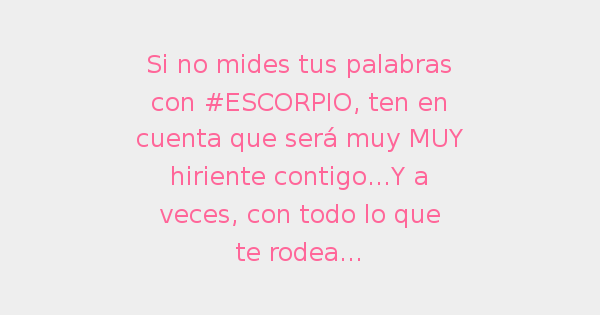 Si no mides tus palabras
con #ESCORPIO, ten en
cuenta que será muy MUY
hiriente contigo...Y a
veces, con todo lo que
te rodea...